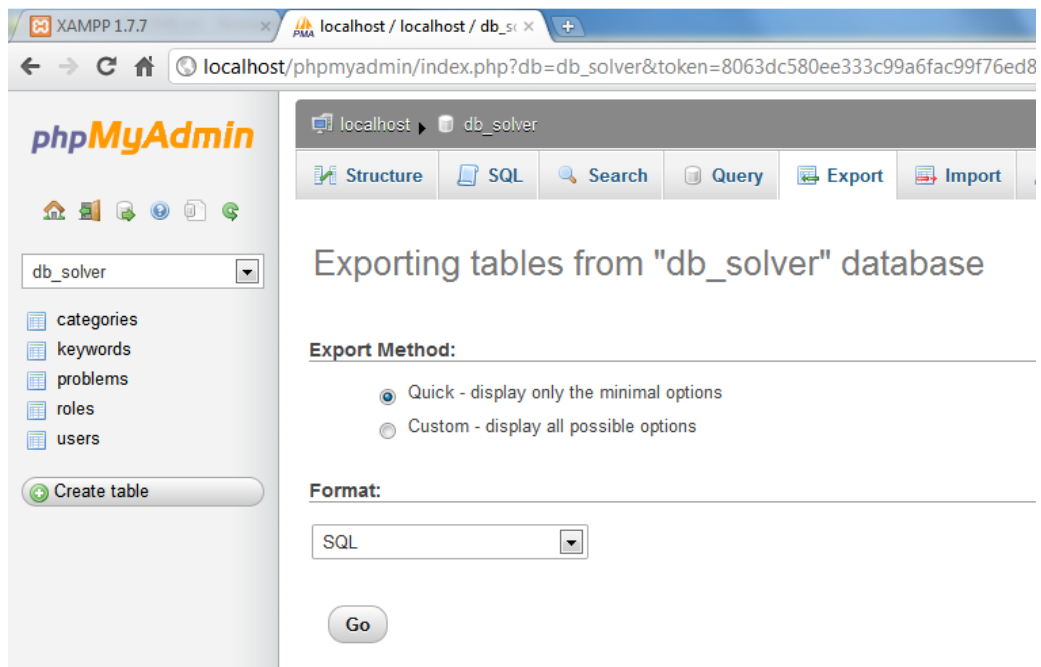 XAMPP 1.7.7
localhost / localhost / db_sc
PMA
localhost/phpmyadmin/index.php?db=db_solver&token=8063dc580ee333c99a6fac99f76ed8
phpMyAdmin
localhost
db_solver
Structure
SQL
Search
Query
Export
Import
db_solver
categories
keywords
problems
roles
users
Create table
Exporting tables from "db_solver" database
Export Method:
Quick - display only the minimal options
Custom - display all possible options
Format:
SQL
Go